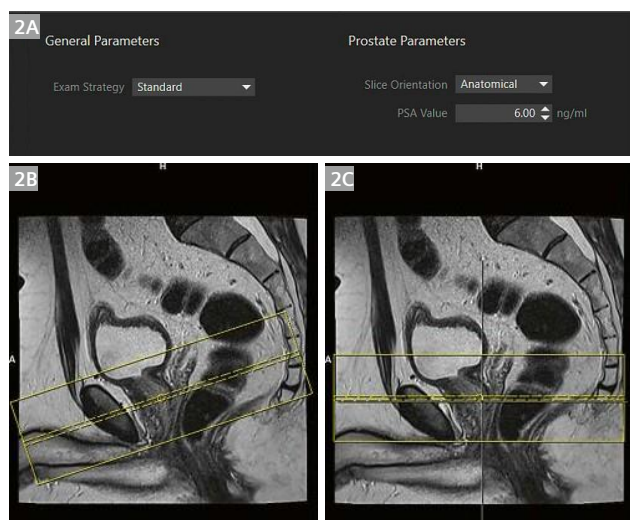 2A
General Parameters Prostate Parameters
Exam Strategy Standard Slice Orientation Anatomical
PSA Value 6.00 ng/ml
2B H 2C H
A A